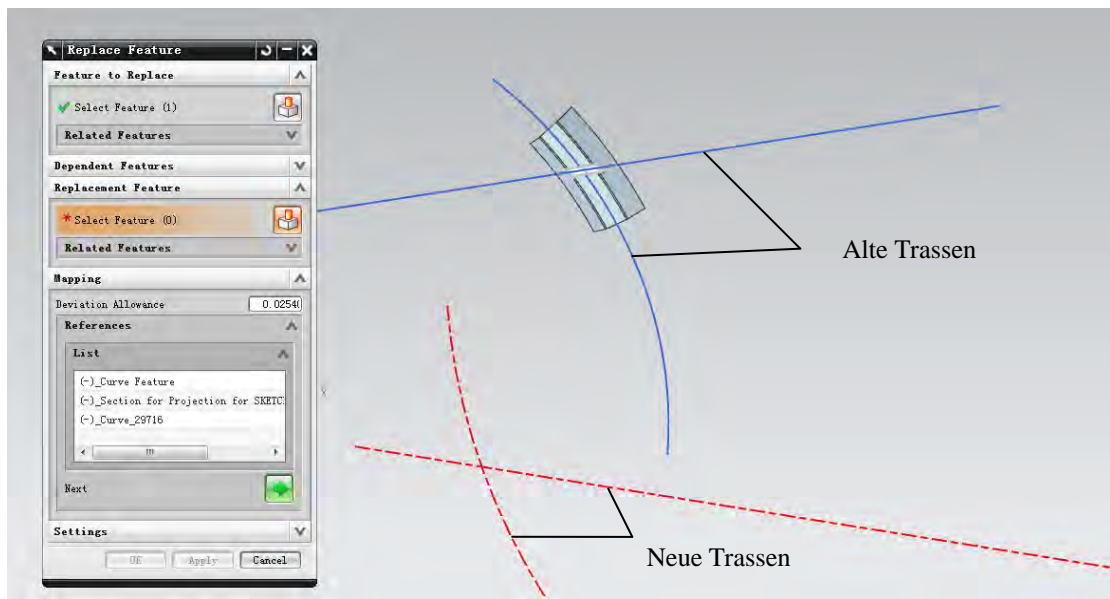 Replace Feature
Feature to Replace
Select Feature (1)
Related Features
Dependent Features
Replacement Feature
* Select Feature (0)
Related Features
Mapping
Deviation Allowance 0.0254
References
List
(-)_Curve Feature
(-)_Section for Projection for SKETC
(-)_Curve_29716
Next
Settings
OK Apply Cancel
Alte Trassen
Neue Trassen